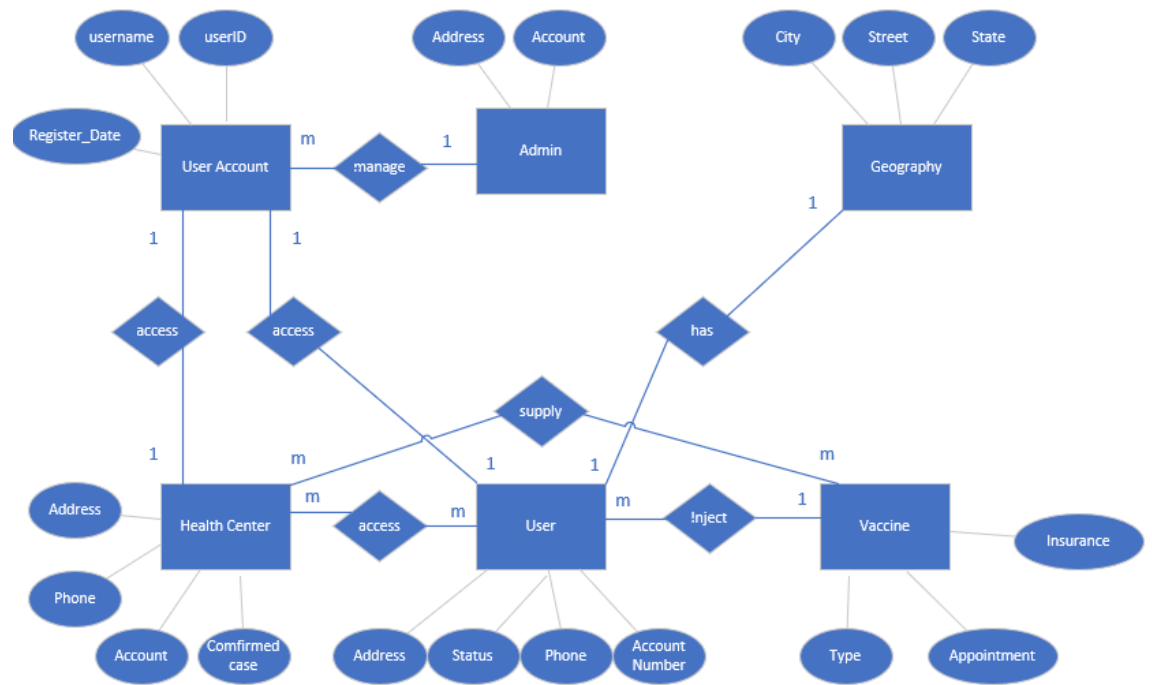 username
userID
Address
Account
City
Street
State
Register_Date
User Account
m
manage
1
Admin
Geography
1
1
1
access
access
has
supply
1
m
1
1
m
Address
Health Center
m
access
m
User
m
!nject
1
Vaccine
Insurance
Phone
Account
Comfirmed
case
Address
Status
Phone
Account
Number
Type
Appointment